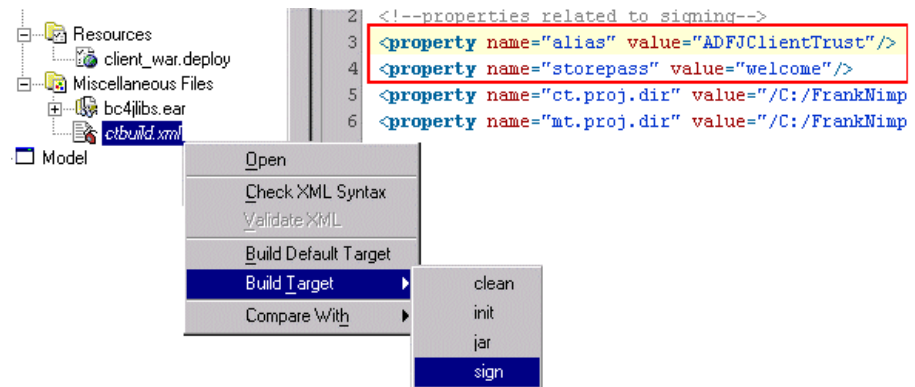 2 <!--properties related to signing-->
3 <property name="alias" value="ADFJClientTrust"/>
4 <property name="storepass" value="welcome"/>
5 <property name="ct.proj.dir" value="/C:/FrankNimp
6 <property name="mt.proj.dir" value="/C:/FrankNimp
Resources
client_war.deploy
Miscellaneous Files
bc4jlibs.ear
ctbuild.xml
Model
Open
Check XML Syntax
Validate XML
Build Default Target
Build Target
Compare With
clean
init
jar
sign